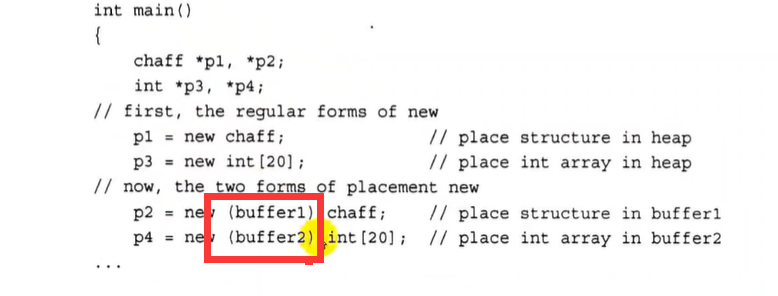 int main()
{
chaff *p1, *p2;
int *p3, *p4;
// first, the regular forms of new
p1 = new chaff; // place structure in heap
p3 = new int[20]; // place int array in heap
// now, the two forms of placement new
p2 = new (buffer1) chaff; // place structure in buffer1
p4 = new (buffer2) int[20]; // place int array in buffer2
...